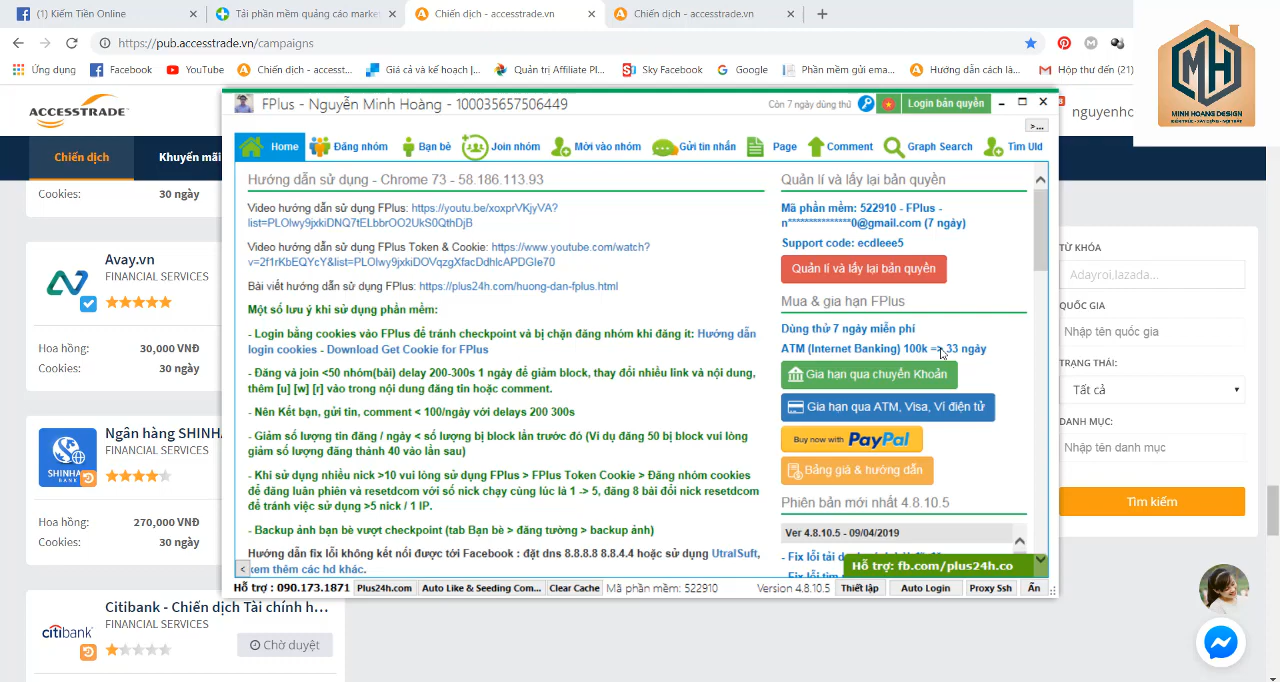 (1) Kiếm Tiền Online
Tải phần mềm quảng cáo marke
Chiến dịch - accesstrade.vn
Chiến dịch - accesstrade.vn
https://pub.accesstrade.vn/campaigns
Ứng dụng
Facebook
YouTube
Chiến dịch - accesst...
Giá cả và kế hoạch |...
Quản trị Affiliate Pl...
Sky Facebook
Google
Phần mềm gửi ema...
Hướng dẫn cách là...
Hộp thư đến (21)
MH
MINH HOANG DESIGN
ACCESSTRADE
nguyenho
Chiến dịch
Khuyến mãi
Cookies:
30 ngày
Avay.vn
FINANCIAL SERVICES
Hoa hồng:
30,000 VNĐ
Cookies:
30 ngày
Ngân hàng SHINHA
FINANCIAL SERVICES
SHINHAN
BANK
Hoa hồng:
270,000 VNĐ
Cookies:
30 ngày
Citibank - Chiến dịch Tài chính h...
FINANCIAL SERVICES
citibank
Chờ duyệt
FPlus - Nguyễn Minh Hoàng - 100035657506449
Còn 7 ngày dùng thử
Login bản quyền
>...
Home
Đăng nhóm
Bạn bè
Join nhóm
Mời vào nhóm
Gửi tin nhắn
Page
Comment
Graph Search
Tìm UId
Hướng dẫn sử dụng - Chrome 73 - 58.186.113.93
Video hướng dẫn sử dụng FPlus: https://youtu.be/xoxprVKjyVA?
list=PLOlwy9jxkiDNQ7tELbbrOO2UkS0QthDjB
Video hướng dẫn sử dụng FPlus Token & Cookie: https://www.youtube.com/watch?
v=2f1rKbEQYcY&list=PLOlwy9jxkiDOVqzgXfacDdhlcAPDGle70
Bài viết hướng dẫn sử dụng FPlus: https://plus24h.com/huong-dan-fplus.html
Một số lưu ý khi sử dụng phần mềm:
- Login bằng cookies vào FPlus để tránh checkpoint và bị chặn đăng nhóm khi đăng it: Hướng dẫn
login cookies - Download Get Cookie for FPlus
- Đăng và join <50 nhóm(bài) delay 200-300s 1 ngày để giảm block, thay đổi nhiều link và nội dung,
thêm [u] [w] [r] vào trong nội dung đăng tin hoặc comment.
- Nên Kết bạn, gửi tin, comment < 100/ngày với delays 200 300s
- Giảm số lượng tin đăng / ngày < số lượng bị block lần trước đó (Ví dụ đăng 50 bị block vui lòng
giảm số lượng đăng thành 40 vào lần sau)
- Khi sử dụng nhiều nick >10 vui lòng sử dụng FPlus > FPlus Token Cookie > Đăng nhóm cookies
để đăng luân phiên và resetdcom với số nick chạy cùng lúc là 1 -> 5, đăng 8 bài đổi nick resetdcom
để tránh việc sử dụng >5 nick / 1 IP.
- Backup ảnh bạn bè vượt checkpoint (tab Bạn bè > đăng tường > backup ảnh)
Hướng dẫn fix lỗi không kết nối được tới Facebook : đặt dns 8.8.8.8 8.8.4.4 hoặc sử dụng UtralSuft,
xem thêm các hd khác.
Quản lí và lấy lại bản quyền
Mã phần mềm: 522910 - FPlus -
n***************0@gmail.com (7 ngày)
Support code: ecdleee5
Quản lí và lấy lại bản quyền
Mua & gia hạn FPlus
Dùng thử 7 ngày miễn phí
ATM (Internet Banking) 100k => 33 ngày
Gia hạn qua chuyển Khoản
Gia hạn qua ATM, Visa, Ví điện tử
Buy now with PayPal
Bảng giá & hướng dẫn
Phiên bản mới nhất 4.8.10.5
Ver 4.8.10.5 - 09/04/2019
Hỗ trợ: fb.com/plus24h.co
Hỗ trợ : 090.173.1871
Plus24h.com
Auto Like & Seeding Com...
Clear Cache
Mã phần mềm: 522910
Version 4.8.10.5
Thiết lập
Auto Login
Proxy Ssh
Ẩn
TỪ KHÓA
Adayroi,lazada...
QUỐC GIA
Nhập tên quốc gia
TRẠNG THÁI:
Tất cả
DANH MỤC:
Nhập tên danh mục
Tìm kiếm